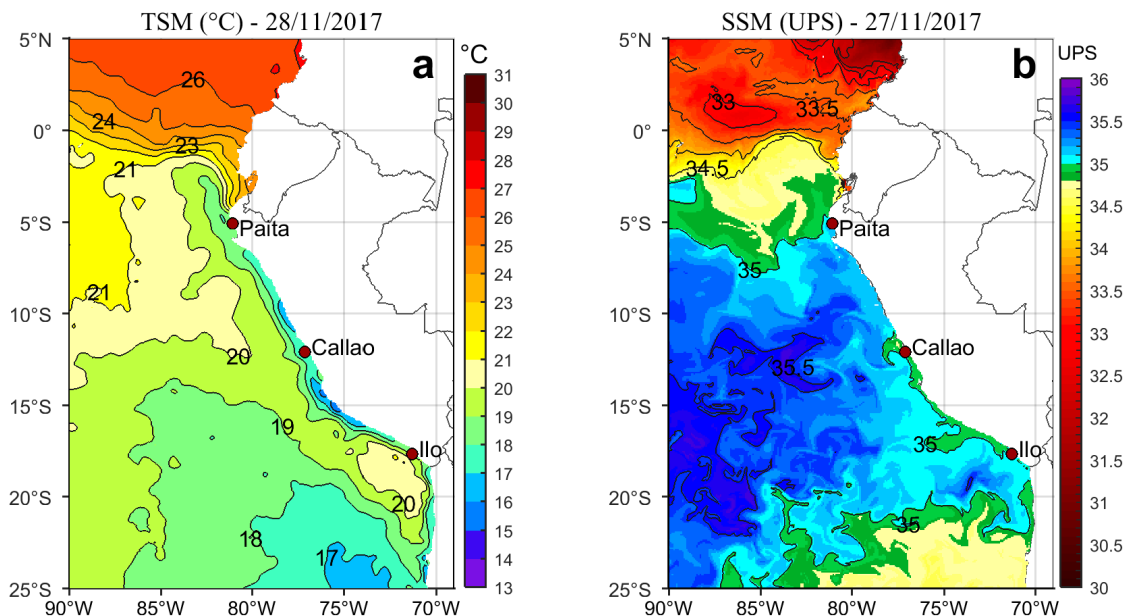 TSM (°C) - 28/11/2017
SSM (UPS) - 27/11/2017
5°N
0°
5°S
10°S
15°S
20°S
25°S
90°W
85°W
80°W
75°W
70°W
a
26
24
23
21
21
20
19
20
18
17
Paita
Callao
Ilo
°C
31
30
29
28
27
26
25
24
23
22
21
20
19
18
17
16
15
14
13
5°N
0°
5°S
10°S
15°S
20°S
25°S
90°W
85°W
80°W
75°W
70°W
b
33
33.5
34.5
35
35.5
35
35
Paita
Callao
Ilo
UPS
36
35.5
35
34.5
34
33.5
33
32.5
32
31.5
31
30.5
30